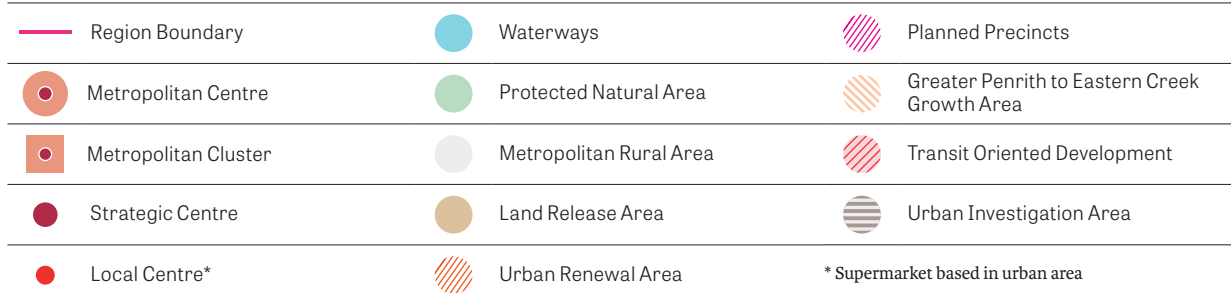 Region Boundary
Waterways
Planned Precincts
Metropolitan Centre
Protected Natural Area
Greater Penrith to Eastern Creek
Growth Area
Metropolitan Cluster
Metropolitan Rural Area
Transit Oriented Development
Strategic Centre
Land Release Area
Urban Investigation Area
Local Centre*
Urban Renewal Area
* Supermarket based in urban area